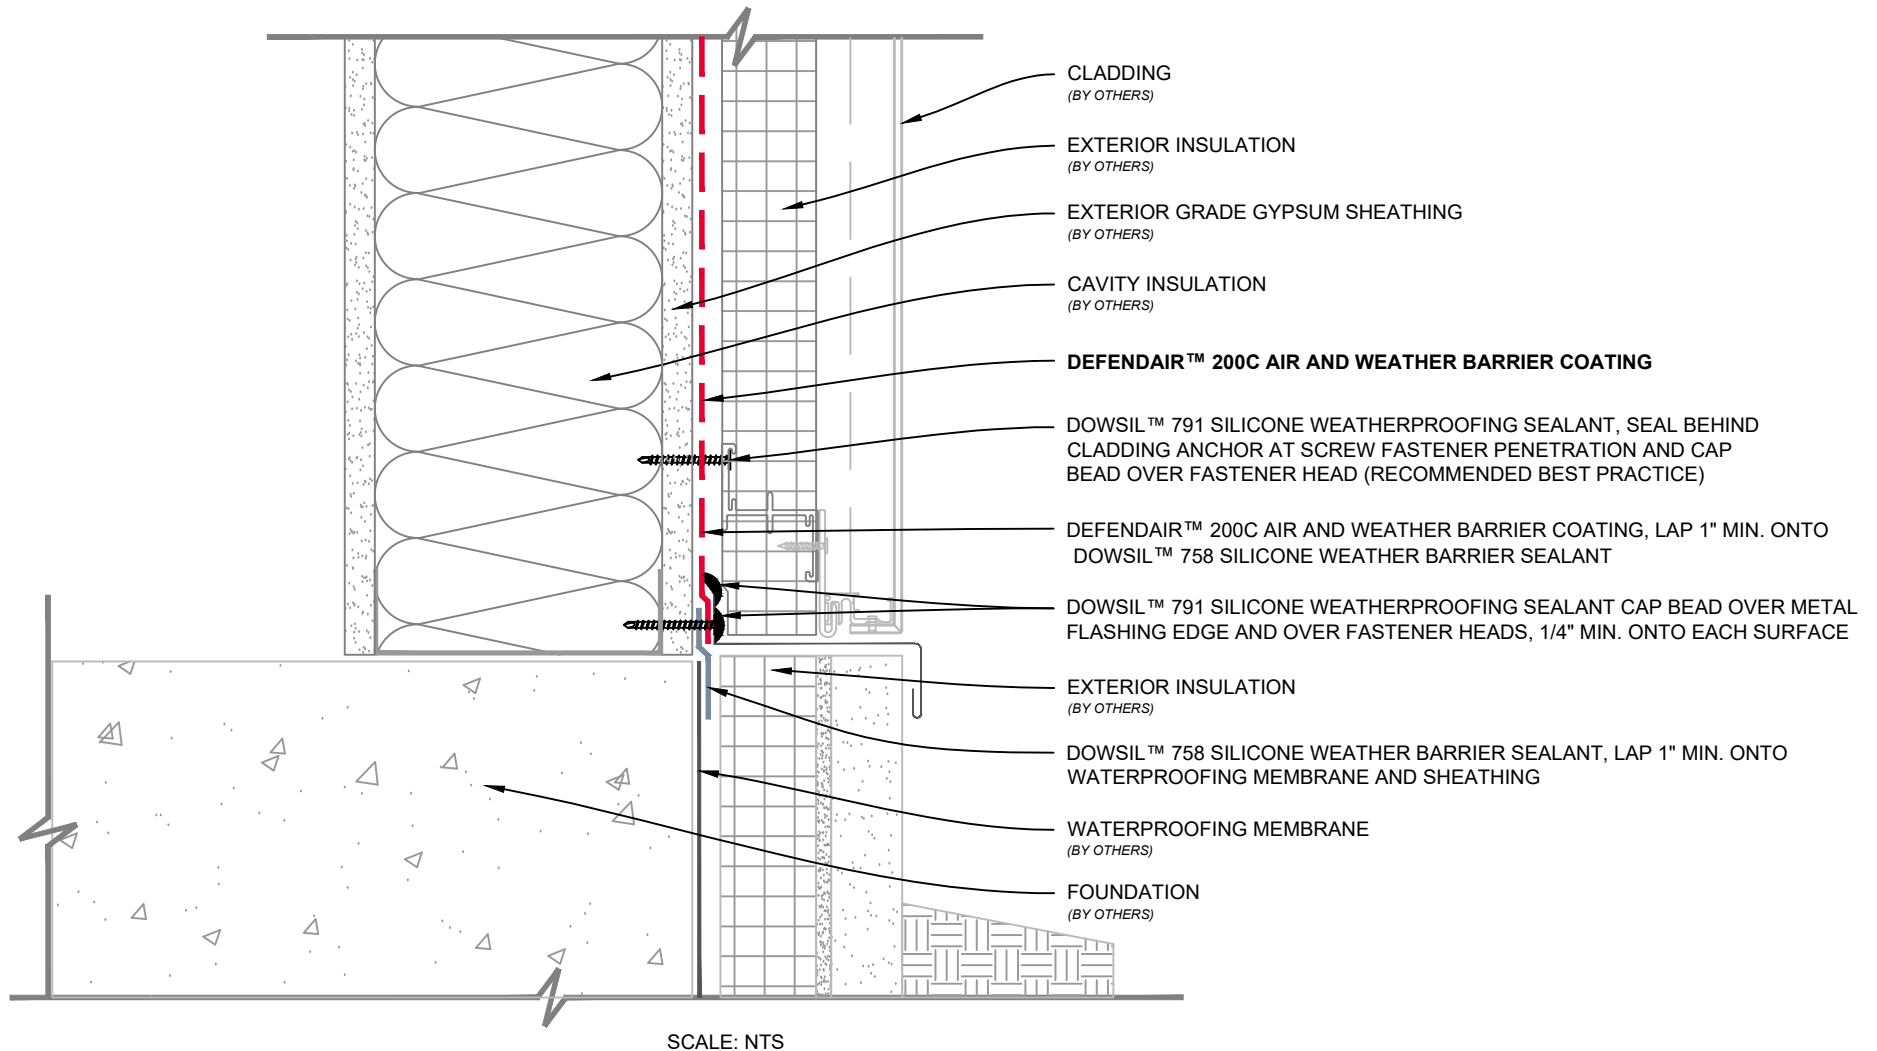 CLADDING
(BY OTHERS)
EXTERIOR INSULATION
(BY OTHERS)
EXTERIOR GRADE GYPSUM SHEATHING
(BY OTHERS)
CAVITY INSULATION
(BY OTHERS)
DEFENDAIR™ 200C AIR AND WEATHER BARRIER COATING
DOWSIL™ 791 SILICONE WEATHERPROOFING SEALANT, SEAL BEHIND
CLADDING ANCHOR AT SCREW FASTENER PENETRATION AND CAP
BEAD OVER FASTENER HEAD (RECOMMENDED BEST PRACTICE)
DEFENDAIR™ 200C AIR AND WEATHER BARRIER COATING, LAP 1" MIN. ONTO
DOWSIL™ 758 SILICONE WEATHER BARRIER SEALANT
DOWSIL™ 791 SILICONE WEATHERPROOFING SEALANT CAP BEAD OVER METAL
FLASHING EDGE AND OVER FASTENER HEADS, 1/4" MIN. ONTO EACH SURFACE
EXTERIOR INSULATION
(BY OTHERS)
DOWSIL™ 758 SILICONE WEATHER BARRIER SEALANT, LAP 1" MIN. ONTO
WATERPROOFING MEMBRANE AND SHEATHING
WATERPROOFING MEMBRANE
(BY OTHERS)
FOUNDATION
(BY OTHERS)
SCALE: NTS